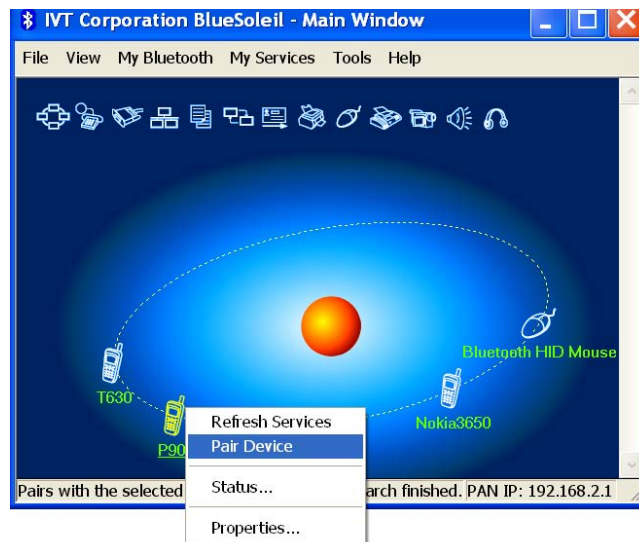 IVT Corporation BlueSoleil - Main Window
File View My Bluetooth My Services Tools Help
Bluetooth HID Mouse
T630
Nokia3650
P90
Refresh Services
Pair Device
Status...
Properties...
Pairs with the selected arch finished. PAN IP: 192.168.2.1